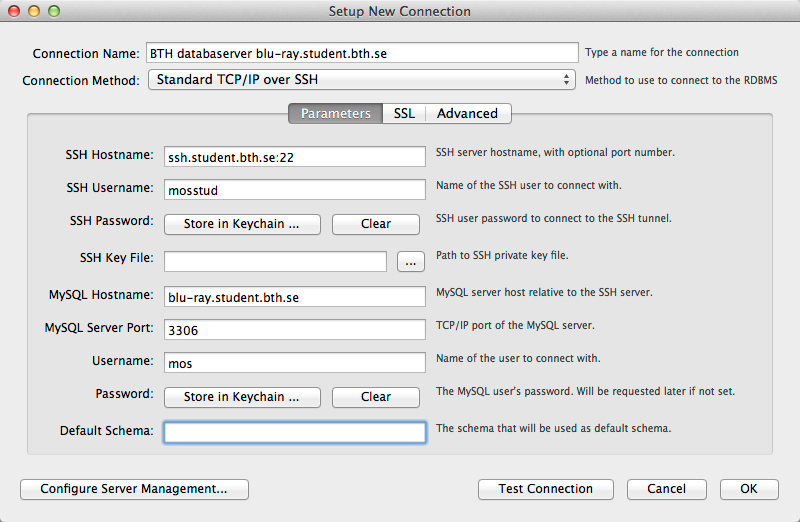 Setup New Connection
Connection Name: BTH databaserver blu-ray.student.bth.se Type a name for the connection
Connection Method: Standard TCP/IP over SSH Method to use to connect to the RDBMS
Parameters SSL Advanced
SSH Hostname: ssh.student.bth.se:22 SSH server hostname, with optional port number.
SSH Username: mosstud Name of the SSH user to connect with.
SSH Password: Store in Keychain ... Clear SSH user password to connect to the SSH tunnel.
SSH Key File: ... Path to SSH private key file.
MySQL Hostname: blu-ray.student.bth.se MySQL server host relative to the SSH server.
MySQL Server Port: 3306 TCP/IP port of the MySQL server.
Username: mos Name of the user to connect with.
Password: Store in Keychain ... Clear The MySQL user's password. Will be requested later if not set.
Default Schema: The schema that will be used as default schema.
Configure Server Management... Test Connection Cancel OK